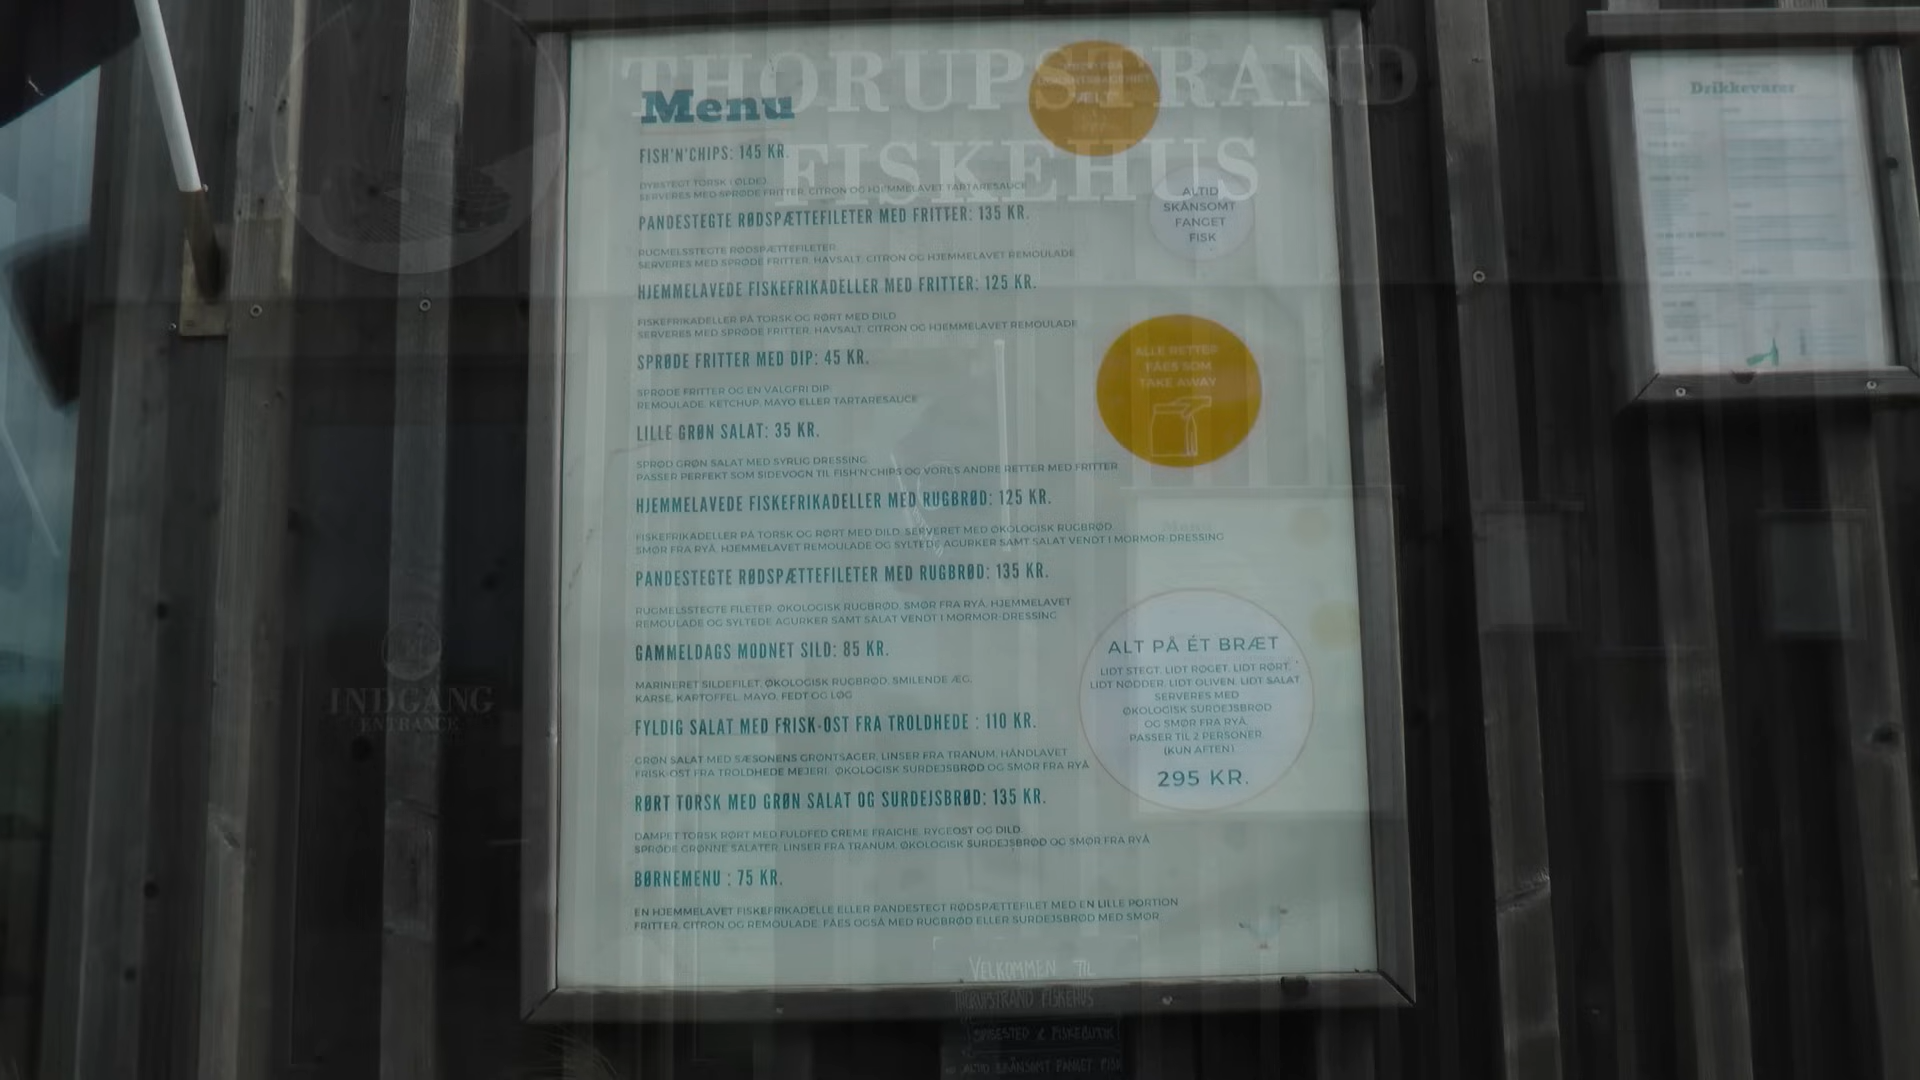 THORUPSTRAND
FISKEHUS
Menu
FISH'N'CHIPS: 145 KR.
DYBSTEGT TORSK (ØLDEJ)
SERVERES MED SPRØDE FRITTER, CITRON OG HJEMMELAVET TARTARESAUCE
PANDESTEGTE RØDSPÆTTEFILETER MED FRITTER: 135 KR.
RUGMELSSTEGTE RØDSPÆTTEFILETER.
SERVERES MED SPRØDE FRITTER, HAVSALT, CITRON OG HJEMMELAVET REMOULADE
HJEMMELAVEDE FISKEFRIKADELLER MED FRITTER: 125 KR.
FISKEFRIKADELLER PÅ TORSK OG RØRT MED DILD.
SERVERES MED SPRØDE FRITTER, HAVSALT, CITRON OG HJEMMELAVET REMOULADE
SPRØDE FRITTER MED DIP: 45 KR.
SPRØDE FRITTER OG EN VALGFRI DIP:
REMOULADE, KETCHUP, MAYO ELLER TARTARESAUCE
LILLE GRØN SALAT: 35 KR.
SPRØD GRØN SALAT MED SYRLIG DRESSING.
PASSER PERFEKT SOM SIDEVOGN TIL FISH'N'CHIPS OG VORES ANDRE RETTER MED FRITTER.
HJEMMELAVEDE FISKEFRIKADELLER MED RUGBRØD: 125 KR.
FISKEFRIKADELLER PÅ TORSK OG RØRT MED DILD. SERVERET MED ØKOLOGISK RUGBRØD,
SMØR FRA RYÅ, HJEMMELAVET REMOULADE OG SYLTEDE AGURKER SAMT SALAT VENDT I MORMOR-DRESSING
PANDESTEGTE RØDSPÆTTEFILETER MED RUGBRØD: 135 KR.
RUGMELSSTEGTE FILETER, ØKOLOGISK RUGBRØD, SMØR FRA RYÅ, HJEMMELAVET
REMOULADE OG SYLTEDE AGURKER SAMT SALAT VENDT I MORMOR-DRESSING
GAMMELDAGS MODNET SILD: 85 KR.
MARINERET SILDEFILET, ØKOLOGISK RUGBRØD, SMILENDE ÆG,
KARSE, KARTOFFEL, MAYO, FEDT OG LØG
FYLDIG SALAT MED FRISK-OST FRA TROLDHEDE : 110 KR.
GRØN SALAT MED SÆSONENS GRØNTSAGER, LINSER FRA TRANUM, HÅNDLAVET
FRISK-OST FRA TROLDHEDE MEJERI, ØKOLOGISK SURDEJSBRØD OG SMØR FRA RYÅ
RØRT TORSK MED GRØN SALAT OG SURDEJSBRØD: 135 KR.
DAMPET TORSK RØRT MED FULDFED CREME FRAICHE, RYGEOST OG DILD.
SPRØDE GRØNNE SALATER, LINSER FRA TRANUM, ØKOLOGISK SURDEJSBRØD OG SMØR FRA RYÅ
BØRNEMENU : 75 KR.
EN HJEMMELAVET FISKEFRIKADELLE ELLER PANDESTEGT RØDSPÆTTEFILET MED EN LILLE PORTION
FRITTER, CITRON OG REMOULADE. FÅES OGSÅ MED RUGBRØD ELLER SURDEJSBRØD MED SMØR.
ALTID
SKÅNSOMT
FANGET
FISK
ALLE RETTER
FÅES SOM
TAKE AWAY
ALT PÅ ÉT BRÆT
LIDT STEGT, LIDT RØGET, LIDT RØRT,
LIDT NØDDER, LIDT OLIVEN, LIDT SALAT
SERVERES MED
ØKOLOGISK SURDEJSBRØD
OG SMØR FRA RYÅ.
PASSER TIL 2 PERSONER
(KUN AFTEN)
295 KR.
Drikkevarer
INDGANG
ENTRANCE
VELKOMMEN TIL
THORUPSTRAND FISKEHUS
SPISESTED & FISKEBUTIK
ALTID SKÅNSOMT FANGET FISK